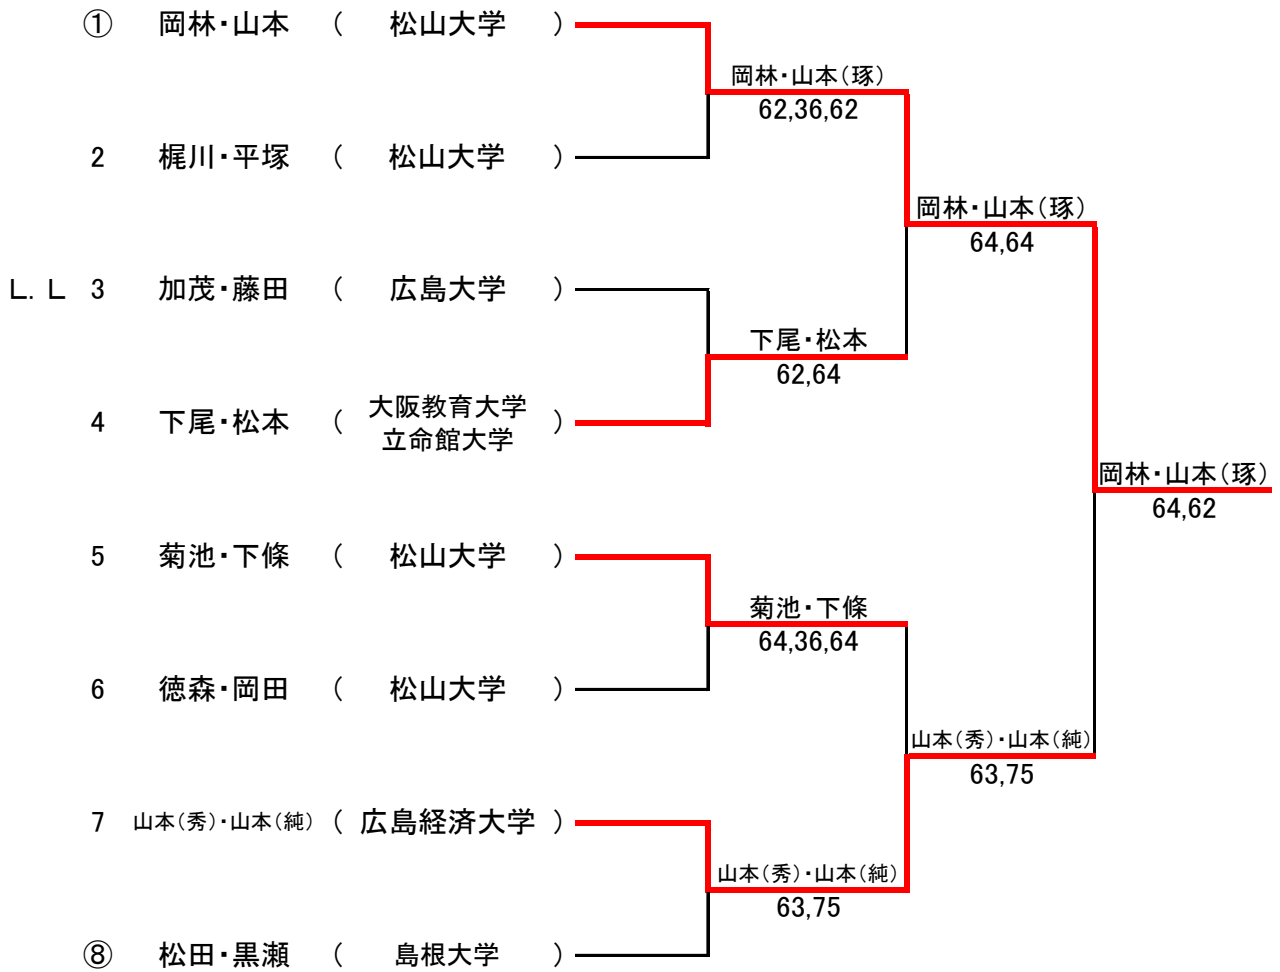 ① 岡林・山本 ( 松山大学 )
岡林・山本(琢)
62,36,62
2 梶川・平塚 ( 松山大学 )
岡林・山本(琢)
64,64
L. L 3 加茂・藤田 ( 広島大学 )
下尾・松本
62,64
4 下尾・松本 ( 大阪教育大学
立命館大学 )
岡林・山本(琢)
64,62
5 菊池・下條 ( 松山大学 )
菊池・下條
64,36,64
6 徳森・岡田 ( 松山大学 )
山本(秀)・山本(純)
63,75
7 山本(秀)・山本(純) ( 広島経済大学 )
山本(秀)・山本(純)
63,75
⑧ 松田・黒瀬 ( 島根大学 )